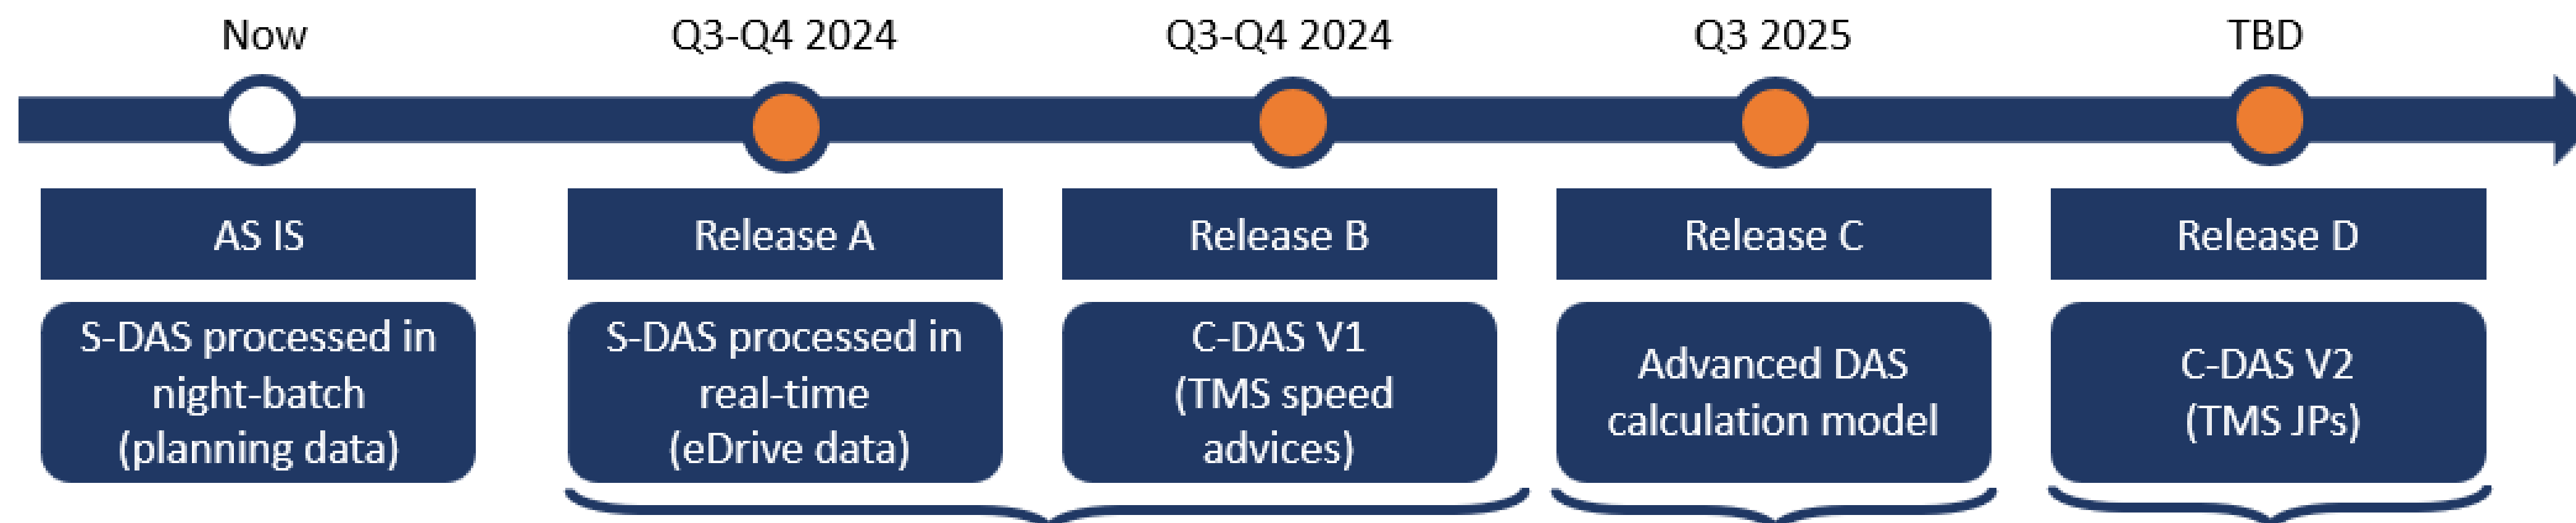 Now
Q3-Q4 2024
Q3-Q4 2024
Q3 2025
TBD
AS IS
Release A
Release B
Release C
Release D
S-DAS processed in
night-batch
(planning data)
S-DAS processed in
real-time
(eDrive data)
C-DAS V1
(TMS speed
advices)
Advanced DAS
calculation model
C-DAS V2
(TMS JPs)